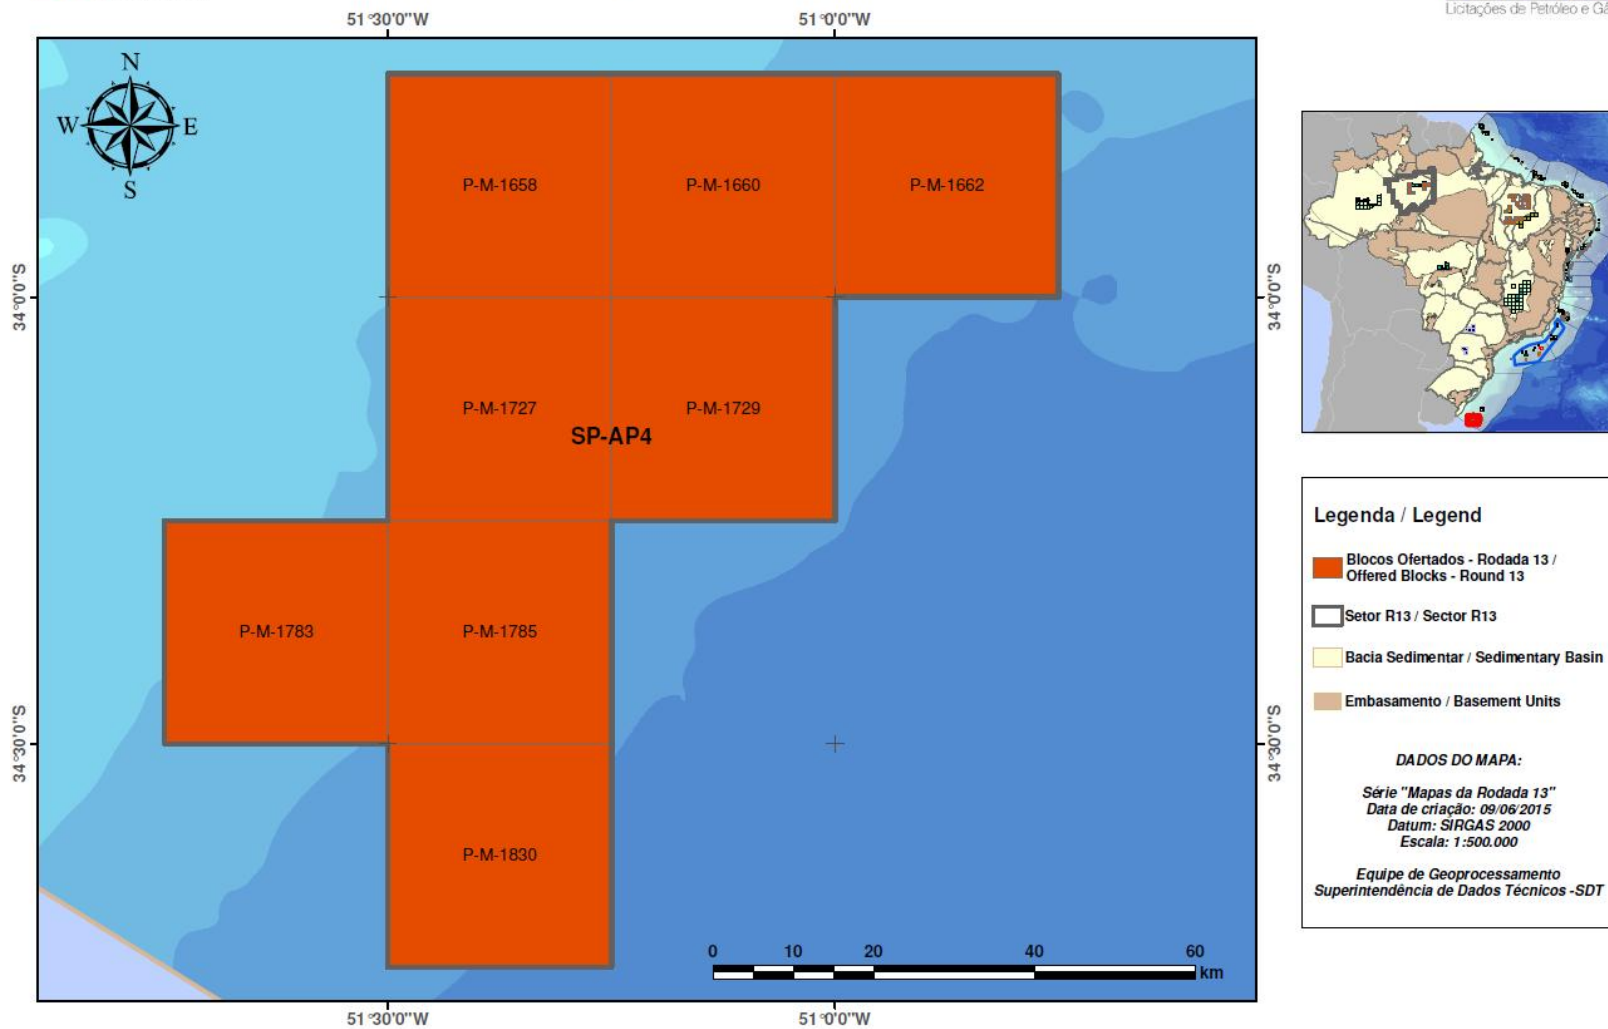 Licitações de Petróleo e Gá
51°30'0"W 51°0'0"W
N
W E
S
P-M-1658 P-M-1660 P-M-1662
34°0'0"S 34°0'0"S
P-M-1727 P-M-1729
SP-AP4
P-M-1783 P-M-1785
34°30'0"S 34°30'0"S
P-M-1830
0 10 20 40 60
km
51°30'0"W 51°0'0"W
Legenda / Legend
Blocos Ofertados - Rodada 13 /
Offered Blocks - Round 13
Setor R13 / Sector R13
Bacia Sedimentar / Sedimentary Basin
Embasamento / Basement Units
DADOS DO MAPA:
Série "Mapas da Rodada 13"
Data de criação: 09/06/2015
Datum: SIRGAS 2000
Escala: 1:500.000
Equipe de Geoprocessamento
Superintendência de Dados Técnicos -SDT